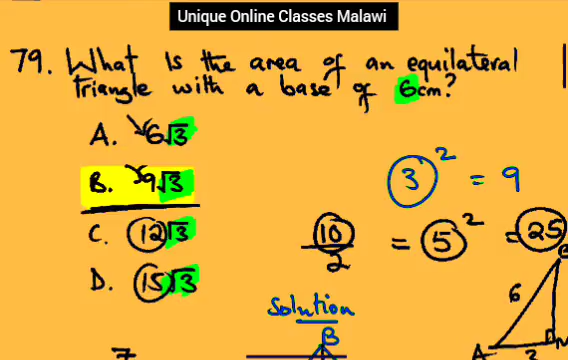 Unique Online Classes Malawi
79. What is the area of an equilateral
triangle with a base of 6cm?
A. 6√3
B. 9√3
C. 12√3
D. 15√3
3² = 9
10/2 = 5² = 25
Solution
B
6
A
M